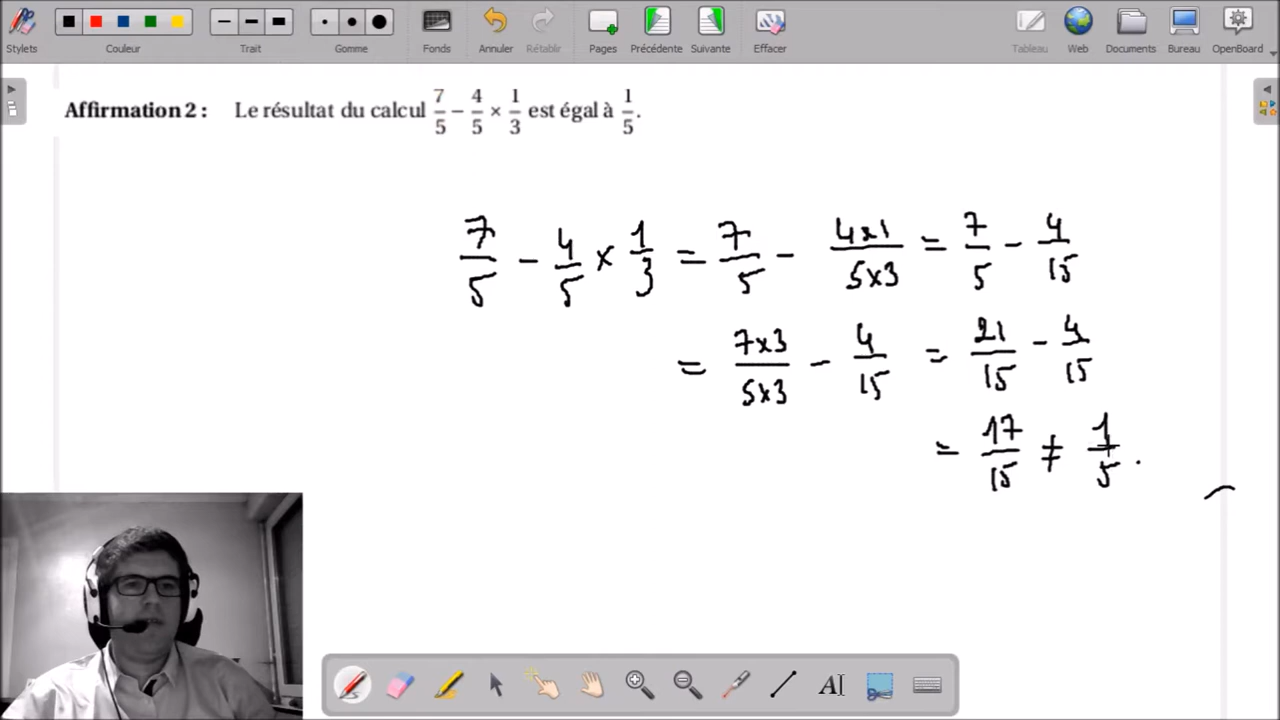 Stylets Couleur Trait Gomme Fonds Annuler Rétablir Pages Précédente Suivante Effacer Tableau Web Documents Bureau OpenBoard
Affirmation 2 : Le résultat du calcul 7/5 − 4/5 × 1/3 est égal à 1/5.
7/5 − 4/5 × 1/3 = 7/5 − 4×1/5×3 = 7/5 − 4/15
= 7×3/5×3 − 4/15 = 21/15 − 4/15
= 17/15 ≠ 1/5.
AI